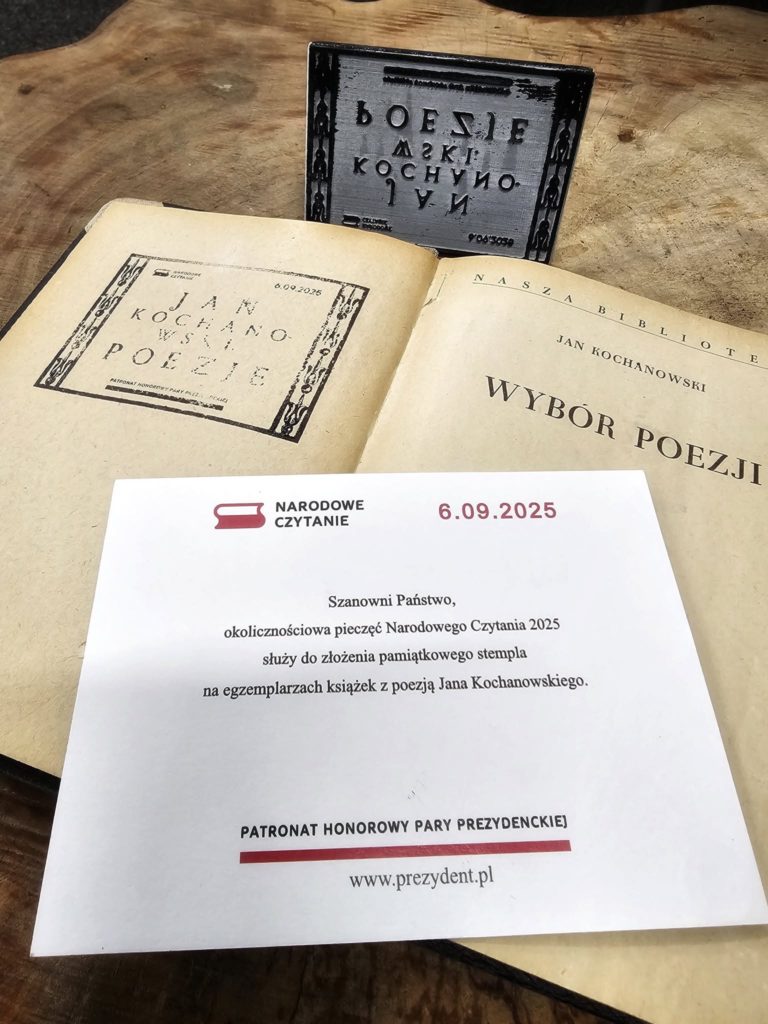 POEZJE
WSKI:
KOCHANO-
JAN
NARODOWE
CZYTANIE
6.09.2025
JAN
KOCHANO-
WSKI:
POEZJE
PATRONAT HONOROWY PARY PREZYDENCKIEJ
NASZA BIBLIOTE
JAN KOCHANOWSKI
WYBÓR POEZJI
NARODOWE
CZYTANIE
6.09.2025
Szanowni Państwo,
okolicznościowa pieczęć Narodowego Czytania 2025
służy do złożenia pamiątkowego stempla
na egzemplarzach książek z poezją Jana Kochanowskiego.
PATRONAT HONOROWY PARY PREZYDENCKIEJ
www.prezydent.pl